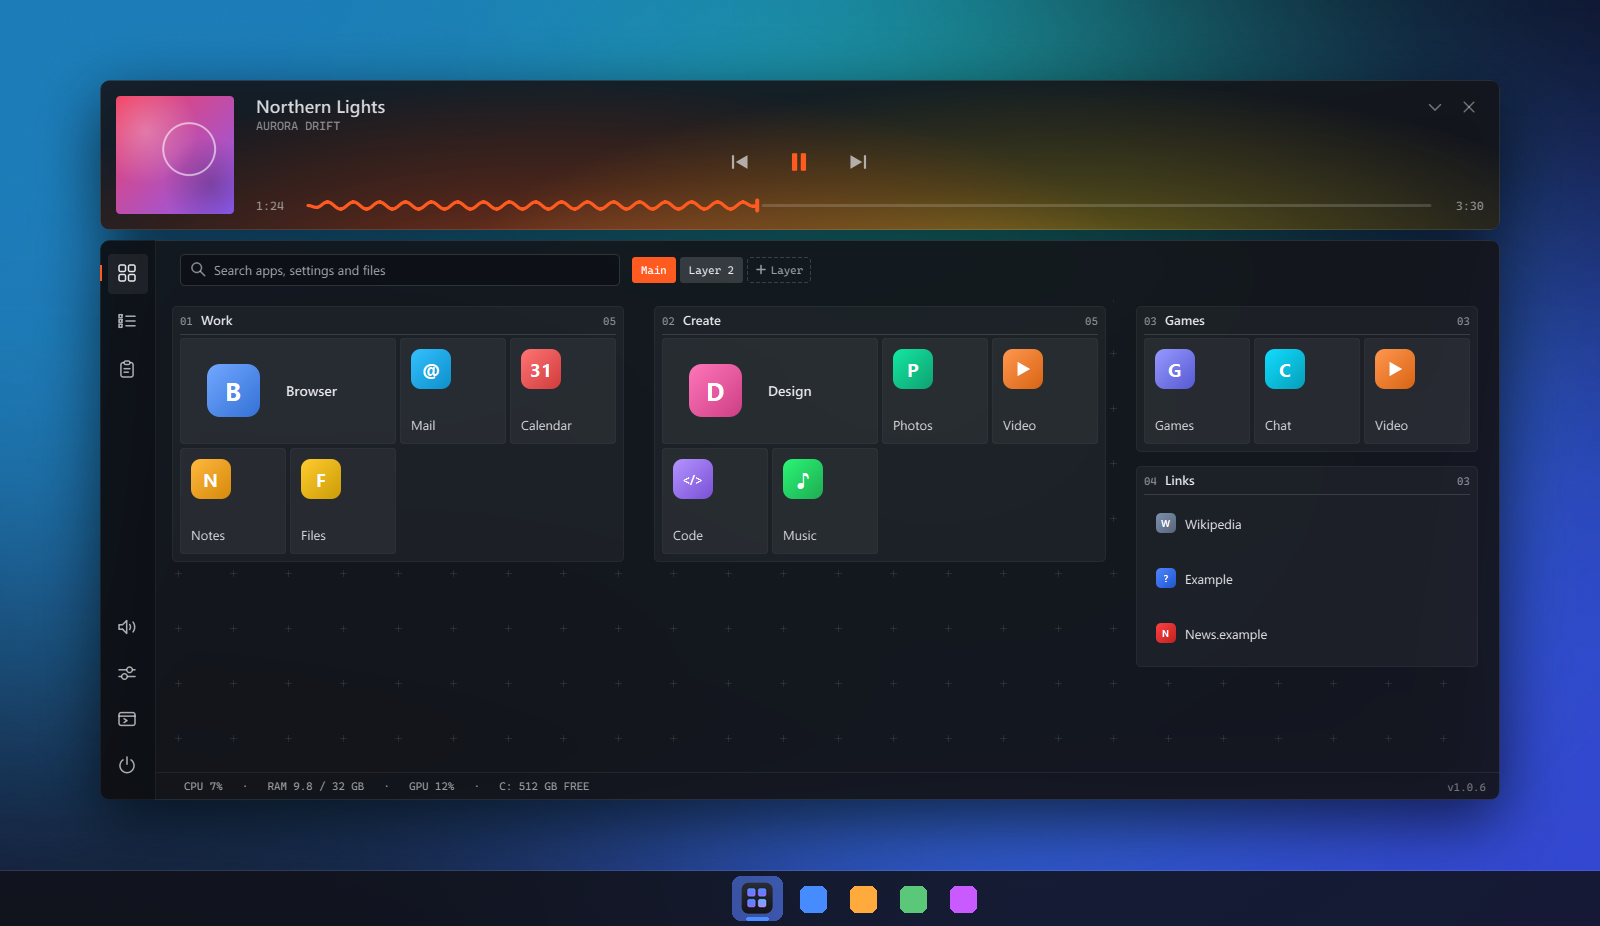 Northern Lights
AURORA DRIFT
1:24
3:30
Search apps, settings and files
Main
Layer 2
+ Layer
01 Work 05
B Browser
@ Mail
31 Calendar
N Notes
F Files
02 Create 05
D Design
P Photos
Video
</> Code
Music
03 Games 03
G Games
C Chat
Video
04 Links 03
W Wikipedia
? Example
N News.example
CPU 7% · RAM 9.8 / 32 GB · GPU 12% · C: 512 GB FREE
v1.0.6